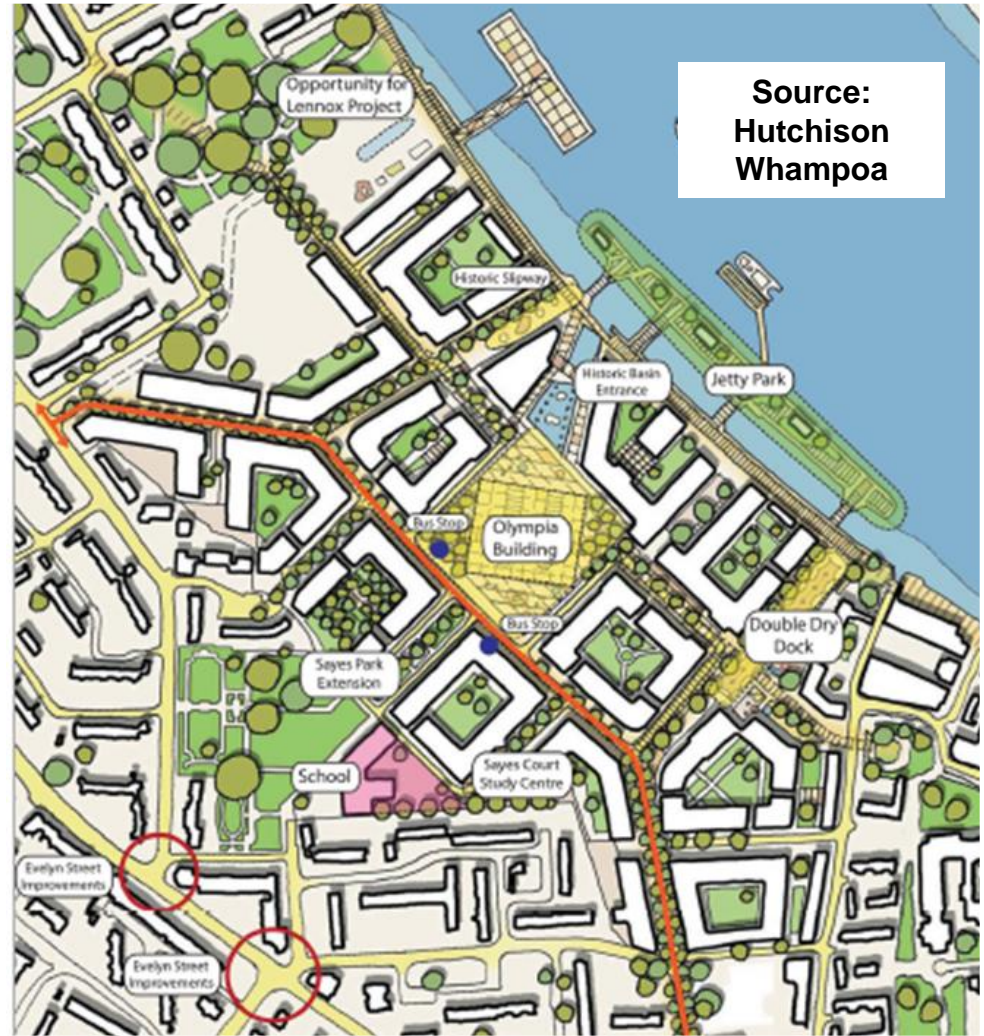 Opportunity for
Lennox Project
Source:
Hutchison
Whampoa
Historic Slipway
Historic Basin
Entrance
Jetty Park
Bus Stop
Olympia
Building
Bus Stop
Double Dry
Dock
Sayes Park
Extension
School
Sayes Court
Study Centre
Evelyn Street
Improvements
Evelyn Street
Improvements